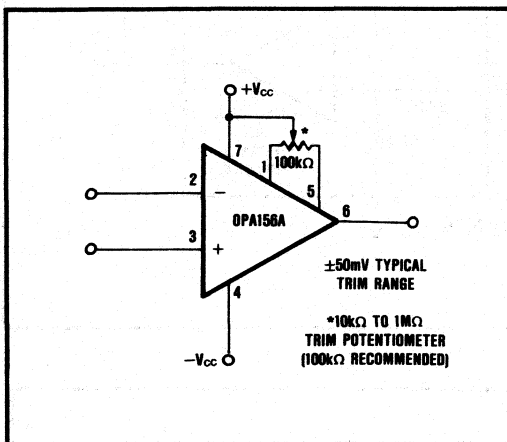 +Vcc
*
7
1
100kΩ
5
2
−
OPA156A
6
3
+
±50mV TYPICAL
TRIM RANGE
4
*10kΩ TO 1MΩ
TRIM POTENTIOMETER
(100kΩ RECOMMENDED)
−Vcc